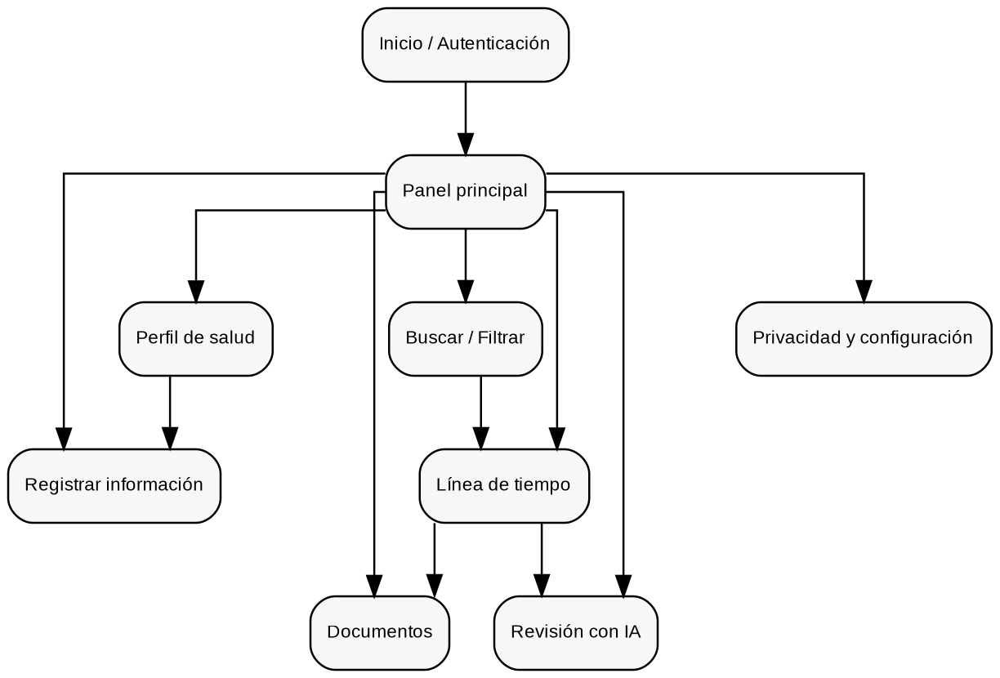 Inicio / Autenticación
Panel principal
Perfil de salud
Buscar / Filtrar
Privacidad y configuración
Registrar información
Línea de tiempo
Documentos
Revisión con IA